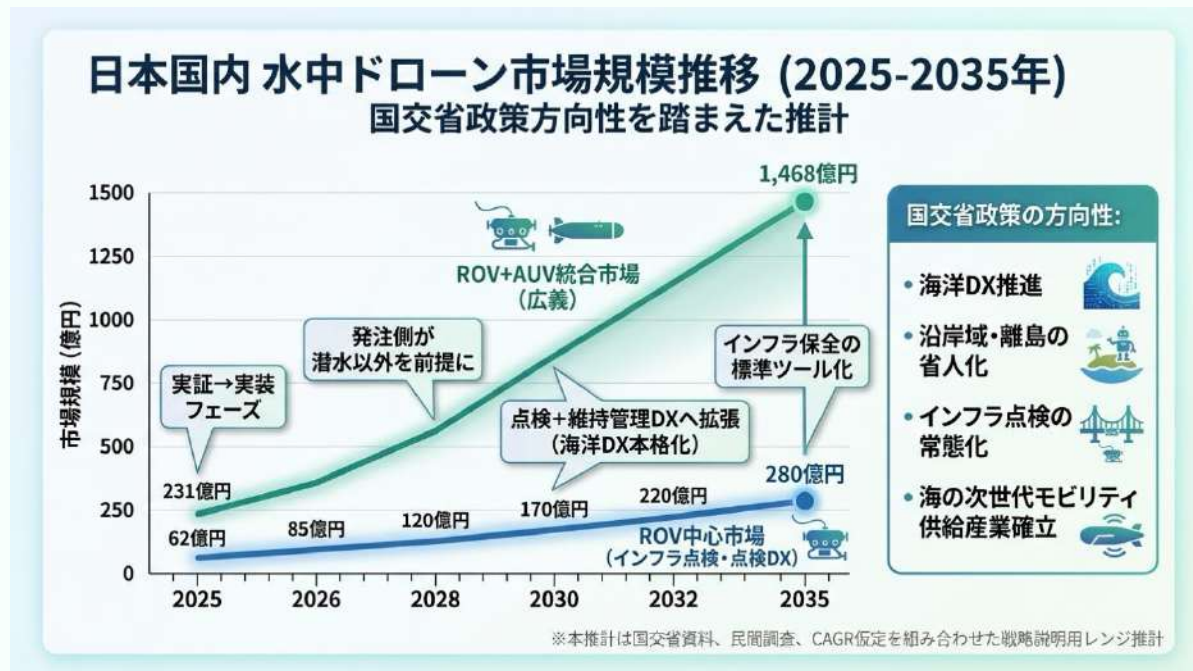 日本国内 水中ドローン市場規模推移 (2025-2035年)
国交省政策方向性を踏まえた推計
市場規模 (億円)
1500
1250
1000
750
500
250
0
2025
2026
2028
2030
2032
2035
1,468億円
ROV+AUV統合市場
(広義)
実証→実装
フェーズ
発注側が
潜水以外を前提に
点検+維持管理DXへ拡張
(海洋DX本格化)
インフラ保全の
標準ツール化
231億円
62億円
85億円
120億円
170億円
220億円
280億円
ROV中心市場
(インフラ点検・点検DX)
国交省政策の方向性:
• 海洋DX推進
• 沿岸域・離島の
省人化
• インフラ点検の
常態化
• 海の次世代モビリティ
供給産業確立
※本推計は国交省資料、民間調査、CAGR仮定を組み合わせた戦略説明用レンジ推計